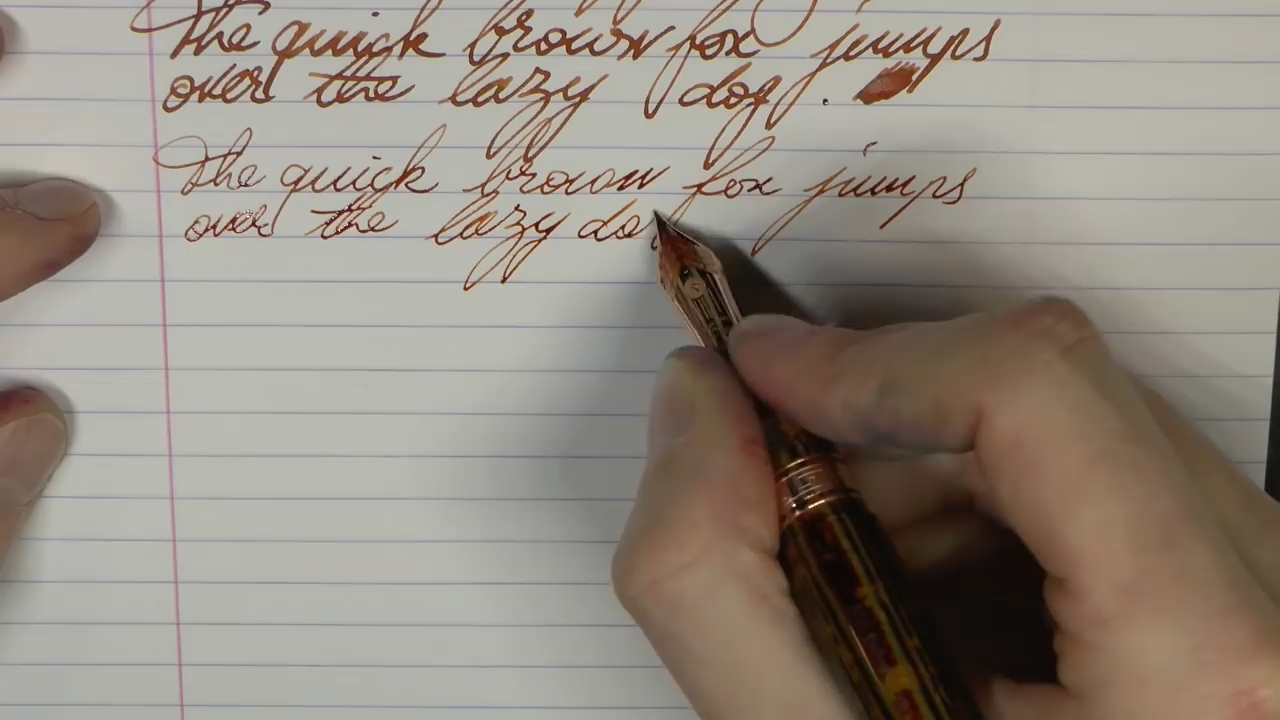 The quick brown fox jumps
over the lazy dog.
The quick brown fox jumps
over the lazy do